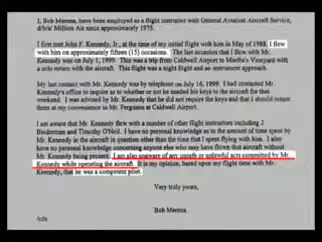 I, Bob Merena, have been employed as a flight instructor with General Aviation Aircraft Service,
d/b/a/ Million Air since approximately 1975.
I first met John F. Kennedy, Jr., at the time of my initial flight with him in May of 1988. I flew
with him on approximately fifteen (15) occasions. The last occasion that I flew with Mr.
Kennedy was on July 1, 1999. This was a trip from Caldwell Airport to Martha's Vineyard with
a solo return with the aircraft. This flight was a night flight and an instrument approach.
My last contact with Mr. Kennedy was by telephone on July 16, 1999. I had contacted Mr.
Kennedy's office to inquire as to whether or not he needed his keys to the aircraft for that
weekend. I was advised by Mr. Kennedy that he did not require the keys and that I should return
them at my convenience to Mr. Ferguson at Caldwell Airport.
I am aware that Mr. Kennedy flew with a number of other flight instructors including J
Biederman and Timothy O'Neil. I have no personal knowledge as to the amount of time spent by
Mr. Kennedy in the aircraft in question other than the time that I spent flying with him. I also
have no personal knowledge concerning anyone else who may have flown that aircraft without
Mr. Kennedy being present. I am also unaware of any unsafe or unlawful acts committed by Mr.
Kennedy while operating the aircraft. It is my opinion, based upon my flight time with Mr.
Kennedy, that he was a competent pilot.
Very truly yours,
Bob Merena